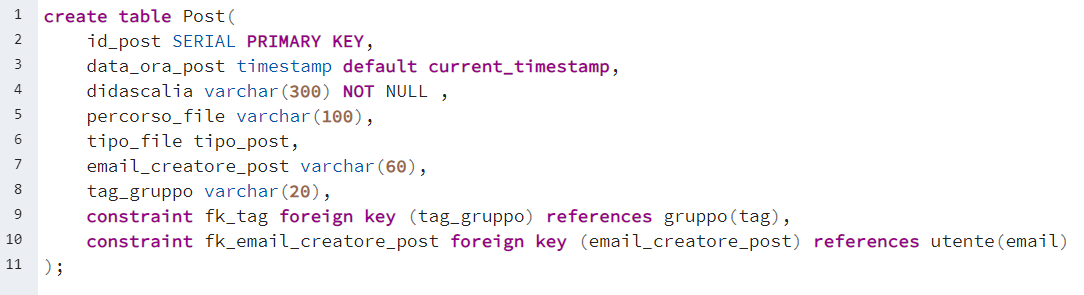 1 create table Post(
2     id_post SERIAL PRIMARY KEY,
3     data_ora_post timestamp default current_timestamp,
4     didascalia varchar(300) NOT NULL ,
5     percorso_file varchar(100),
6     tipo_file tipo_post,
7     email_creatore_post varchar(60),
8     tag_gruppo varchar(20),
9     constraint fk_tag foreign key (tag_gruppo) references gruppo(tag),
10     constraint fk_email_creatore_post foreign key (email_creatore_post) references utente(email)
11 );